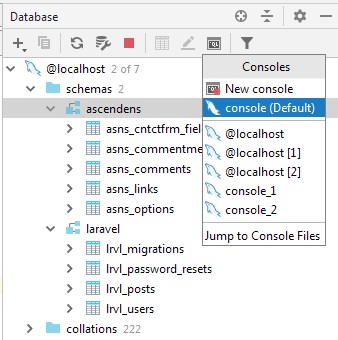 Database
@localhost 2 of 7
Consoles
schemas 2
New console
ascendens
console (Default)
asns_cntctfrm_fiel
@localhost
asns_commentme
@localhost [1]
asns_comments
@localhost [2]
asns_links
console_1
asns_options
console_2
laravel
Jump to Console Files
lrvl_migrations
lrvl_password_resets
lrvl_posts
lrvl_users
collations 222